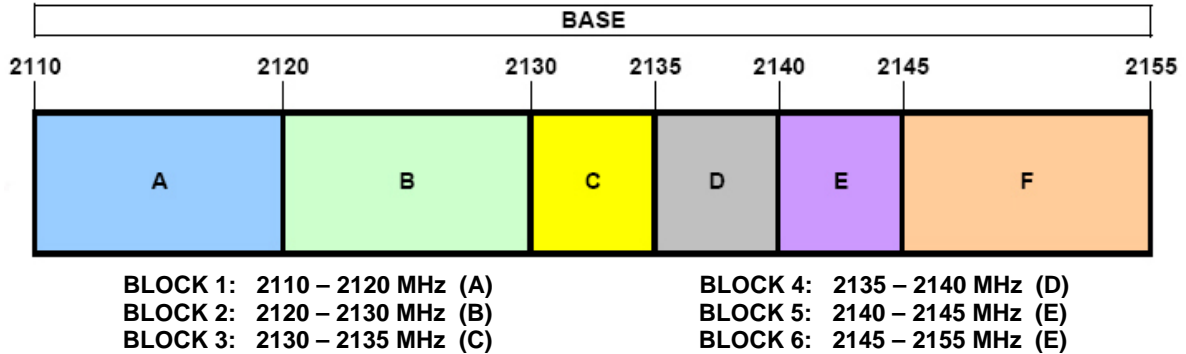 BASE
2110 2120 2130 2135 2140 2145 2155
A B C D E F
BLOCK 1: 2110 – 2120 MHz (A)
BLOCK 2: 2120 – 2130 MHz (B)
BLOCK 3: 2130 – 2135 MHz (C)
BLOCK 4: 2135 – 2140 MHz (D)
BLOCK 5: 2140 – 2145 MHz (E)
BLOCK 6: 2145 – 2155 MHz (E)